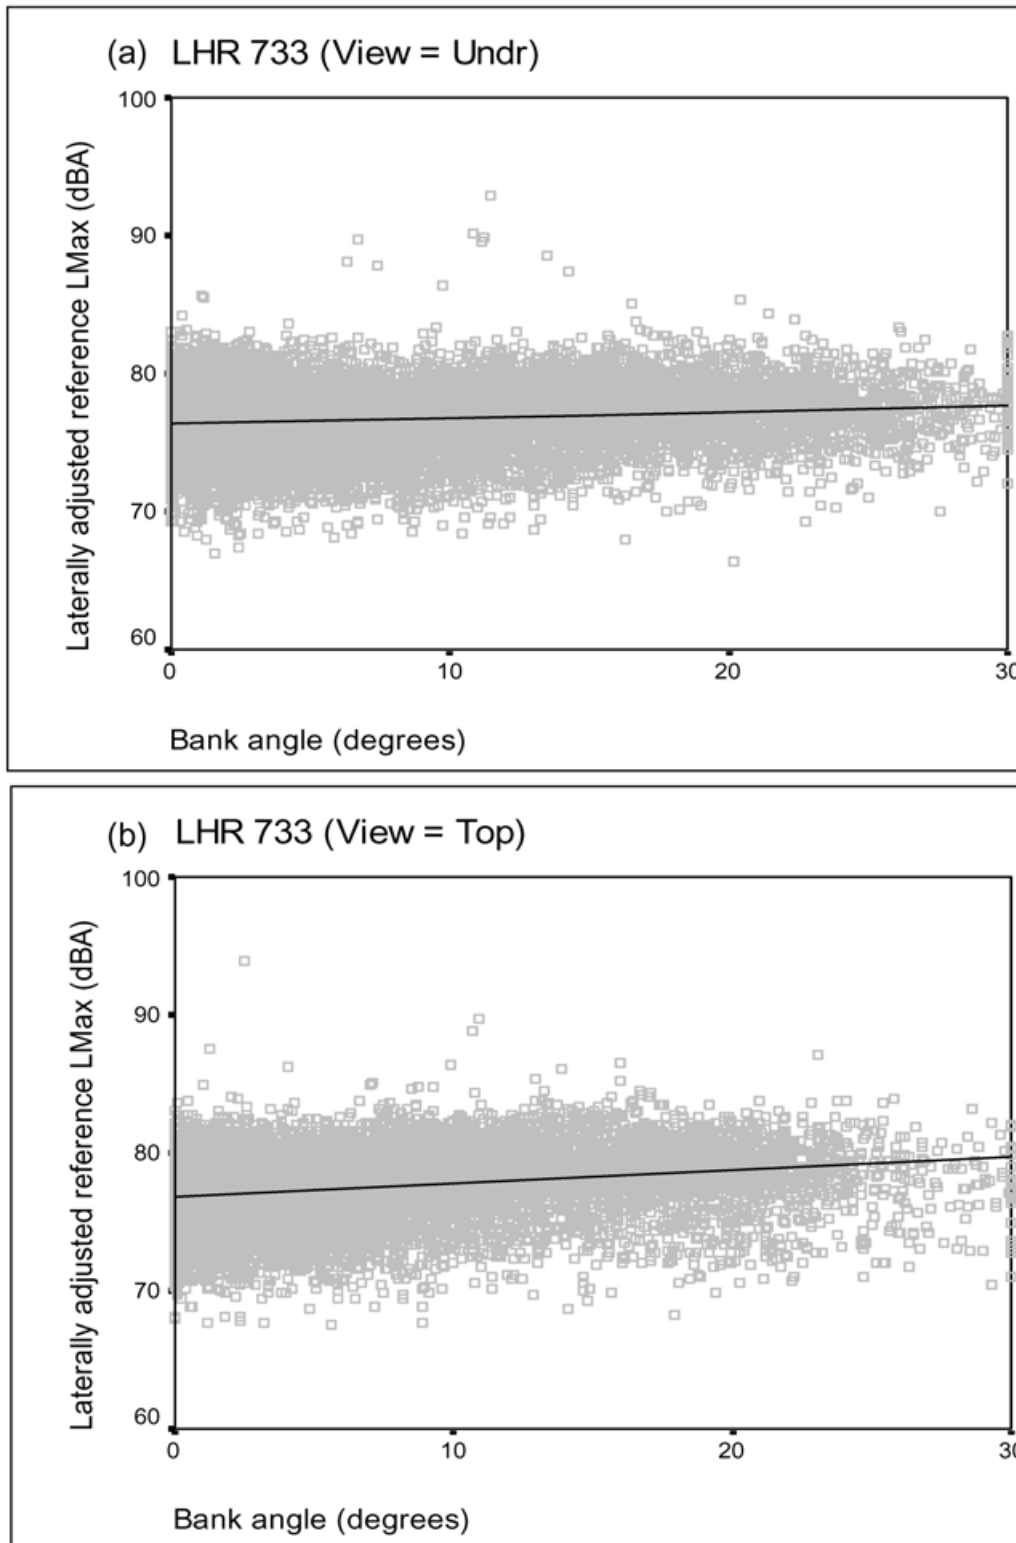 (a) LHR 733 (View = Undr)
100
90
80
70
60
Laterally adjusted reference LMax (dBA)
0 10 20 30
Bank angle (degrees)
(b) LHR 733 (View = Top)
100
90
80
70
60
Laterally adjusted reference LMax (dBA)
0 10 20 30
Bank angle (degrees)